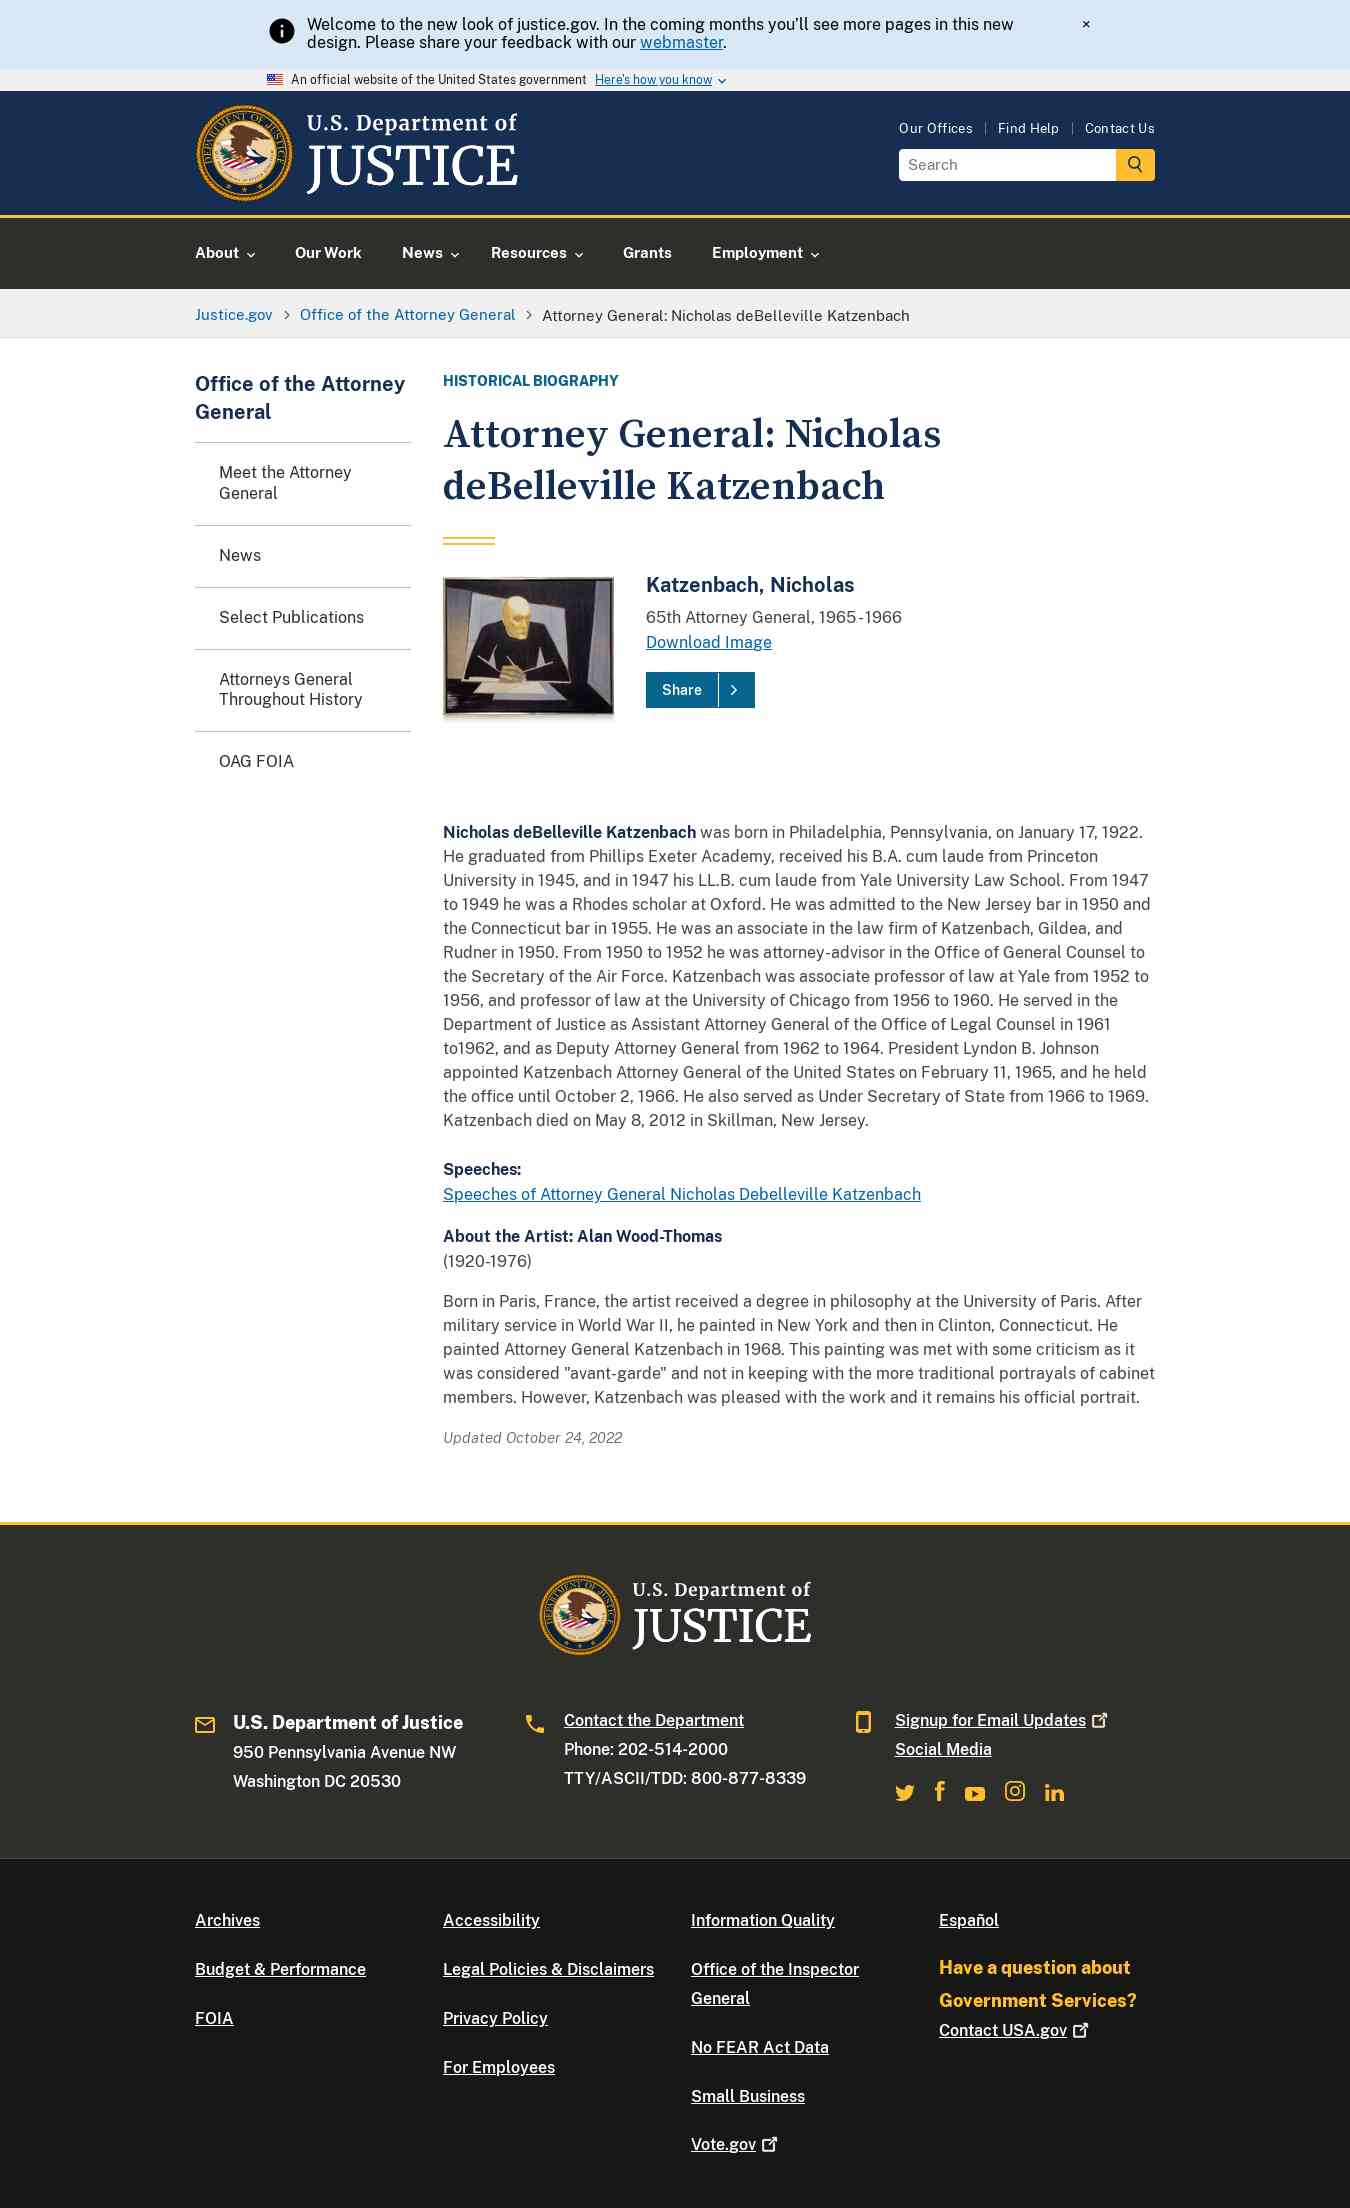 Welcome to the new look of justice.gov. In the coming months you’ll see more pages in this new
design. Please share your feedback with our webmaster.
×
An official website of the United States government Here's how you know
U.S. Department of
JUSTICE
Our Offices
Find Help
Contact Us
Search
About
Our Work
News
Resources
Grants
Employment
Justice.gov
Office of the Attorney General
Attorney General: Nicholas deBelleville Katzenbach
Office of the Attorney
General
Meet the Attorney
General
News
Select Publications
Attorneys General
Throughout History
OAG FOIA
HISTORICAL BIOGRAPHY
Attorney General: Nicholas
deBelleville Katzenbach
Katzenbach, Nicholas
65th Attorney General, 1965 - 1966
Download Image
Share
Nicholas deBelleville Katzenbach was born in Philadelphia, Pennsylvania, on January 17, 1922.
He graduated from Phillips Exeter Academy, received his B.A. cum laude from Princeton
University in 1945, and in 1947 his LL.B. cum laude from Yale University Law School. From 1947
to 1949 he was a Rhodes scholar at Oxford. He was admitted to the New Jersey bar in 1950 and
the Connecticut bar in 1955. He was an associate in the law firm of Katzenbach, Gildea, and
Rudner in 1950. From 1950 to 1952 he was attorney-advisor in the Office of General Counsel to
the Secretary of the Air Force. Katzenbach was associate professor of law at Yale from 1952 to
1956, and professor of law at the University of Chicago from 1956 to 1960. He served in the
Department of Justice as Assistant Attorney General of the Office of Legal Counsel in 1961
to1962, and as Deputy Attorney General from 1962 to 1964. President Lyndon B. Johnson
appointed Katzenbach Attorney General of the United States on February 11, 1965, and he held
the office until October 2, 1966. He also served as Under Secretary of State from 1966 to 1969.
Katzenbach died on May 8, 2012 in Skillman, New Jersey.
Speeches:
Speeches of Attorney General Nicholas Debelleville Katzenbach
About the Artist: Alan Wood-Thomas
(1920-1976)
Born in Paris, France, the artist received a degree in philosophy at the University of Paris. After
military service in World War II, he painted in New York and then in Clinton, Connecticut. He
painted Attorney General Katzenbach in 1968. This painting was met with some criticism as it
was considered "avant-garde" and not in keeping with the more traditional portrayals of cabinet
members. However, Katzenbach was pleased with the work and it remains his official portrait.
Updated October 24, 2022
U.S. Department of
JUSTICE
U.S. Department of Justice
950 Pennsylvania Avenue NW
Washington DC 20530
Contact the Department
Phone: 202-514-2000
TTY/ASCII/TDD: 800-877-8339
Signup for Email Updates
Social Media
Archives
Budget & Performance
FOIA
Accessibility
Legal Policies & Disclaimers
Privacy Policy
For Employees
Information Quality
Office of the Inspector
General
No FEAR Act Data
Small Business
Vote.gov
Español
Have a question about
Government Services?
Contact USA.gov